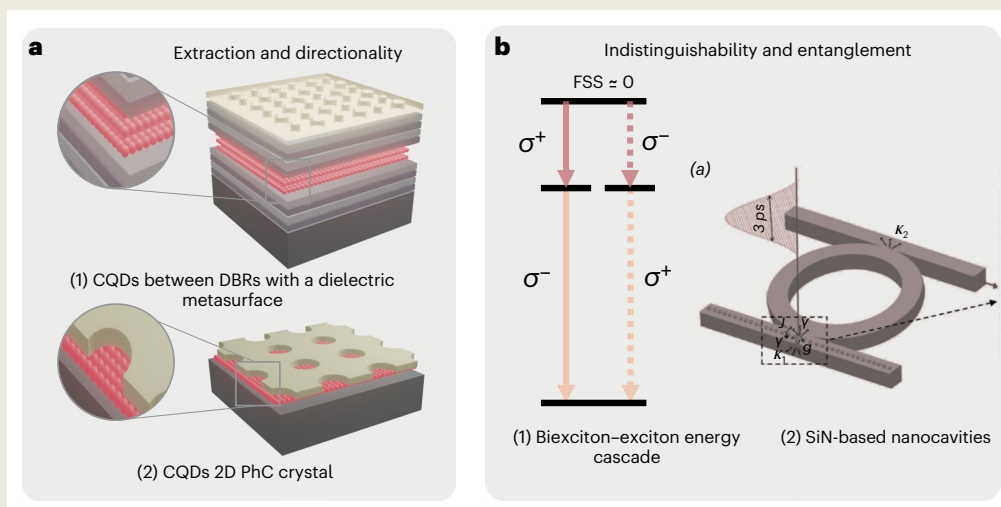 a
Extraction and directionality
(1) CQDs between DBRs with a dielectric
metasurface
(2) CQDs 2D PhC crystal
b
Indistinguishability and entanglement
FSS ≃ 0
σ+
σ−
σ−
σ+
(1) Biexciton–exciton energy
cascade
(a)
3 ps
κ2
J γ
γ*
g
κ1
(2) SiN-based nanocavities